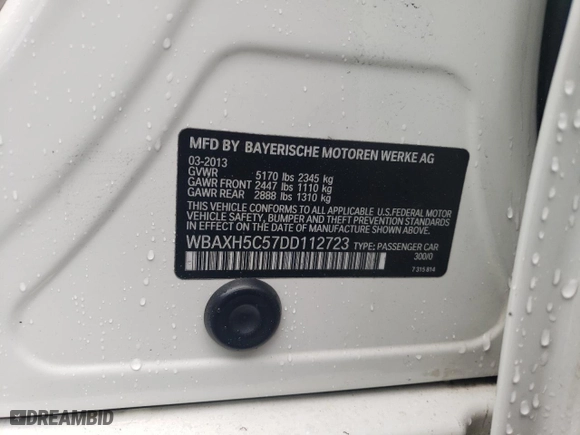 MFD BY BAYERISCHE MOTOREN WERKE AG
03-2013
GVWR 5170 lbs 2345 kg
GAWR FRONT 2447 lbs 1110 kg
GAWR REAR 2888 lbs 1310 kg
THIS VEHICLE CONFORMS TO ALL APPLICABLE U.S.FEDERAL MOTOR
VEHICLE SAFETY, BUMPER AND THEFT PREVENTION STANDARDS
IN EFFECT ON THE DATE OF MANUFACTURE SHOWN ABOVE.
WBAXH5C57DD112723 TYPE: PASSENGER CAR
300/0
7 315 814
DREAMBID